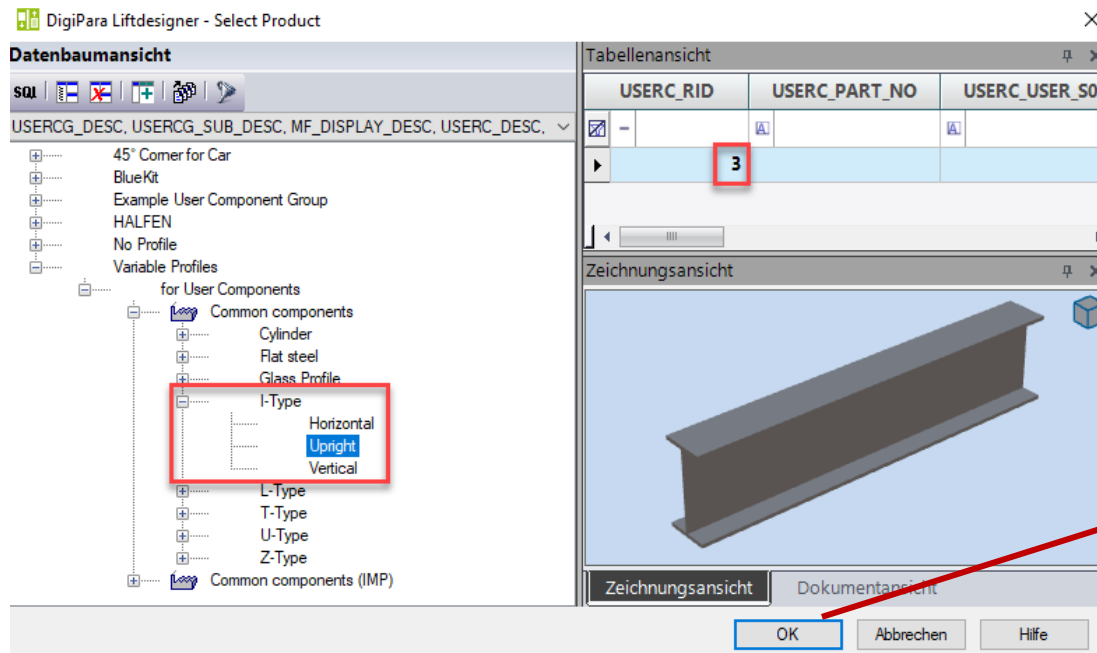 DigiPara Liftdesigner - Select Product
Datenbaumansicht
SQL
USERCG_DESC, USERCG_SUB_DESC, MF_DISPLAY_DESC, USERC_DESC,
45° Corner for Car
BlueKit
Example User Component Group
HALFEN
No Profile
Variable Profiles
for User Components
Common components
Cylinder
Flat steel
Glass Profile
I-Type
Horizontal
Upright
Vertical
L-Type
T-Type
U-Type
Z-Type
Common components (IMP)
Tabellenansicht
USERC_RID USERC_PART_NO USERC_USER_S0
3
Zeichnungsansicht
Zeichnungsansicht Dokumentansicht
OK Abbrechen Hilfe